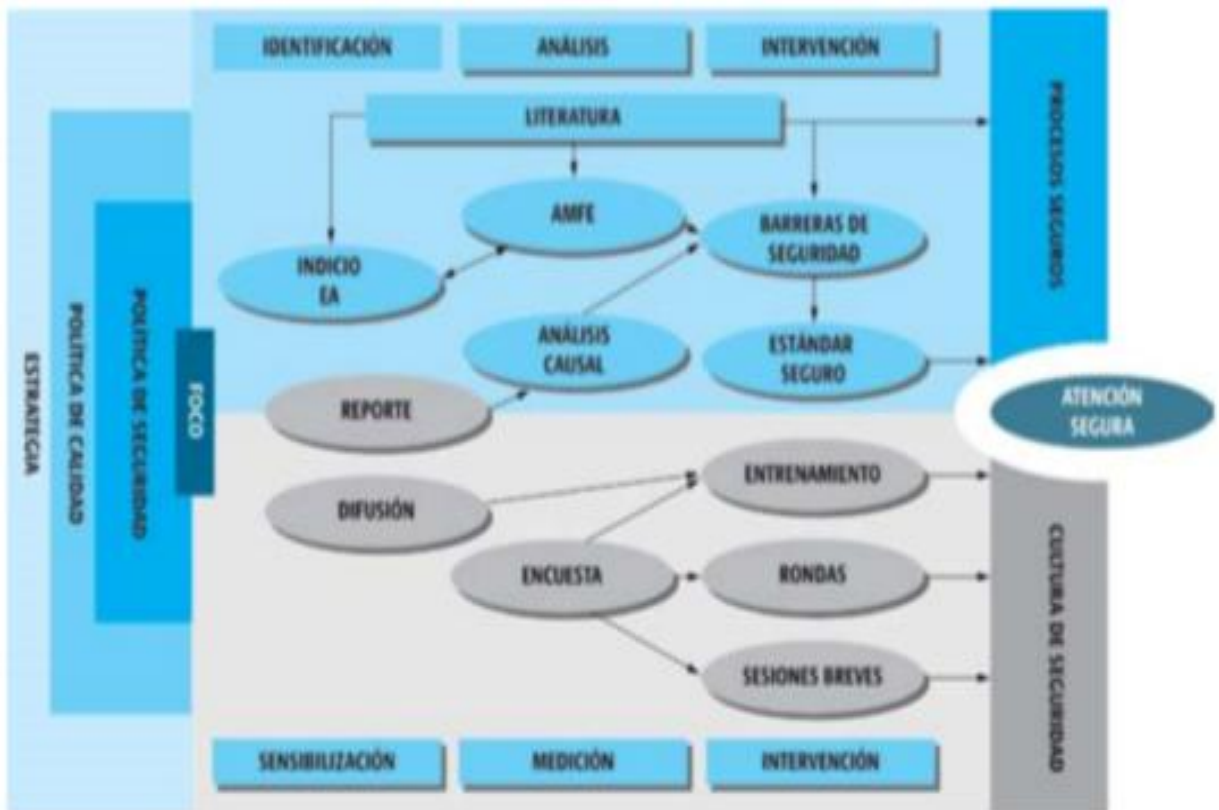 IDENTIFICACIÓN
ANÁLISIS
INTERVENCIÓN
LITERATURA
AMFE
BARRERAS DE
SEGURIDAD
INDICIO
EA
ANÁLISIS
CAUSAL
ESTÁNDAR
SEGURO
REPORTE
DIFUSIÓN
ENTRENAMIENTO
ENCUESTA
RONDAS
SESIONES BREVES
SENSIBILIZACIÓN
MEDICIÓN
INTERVENCIÓN
ESTRATEGIA
POLÍTICA DE CALIDAD
POLÍTICA DE SEGURIDAD
FOCO
PROCESOS SEGUROS
ATENCIÓN
SEGURA
CULTURA DE SEGURIDAD